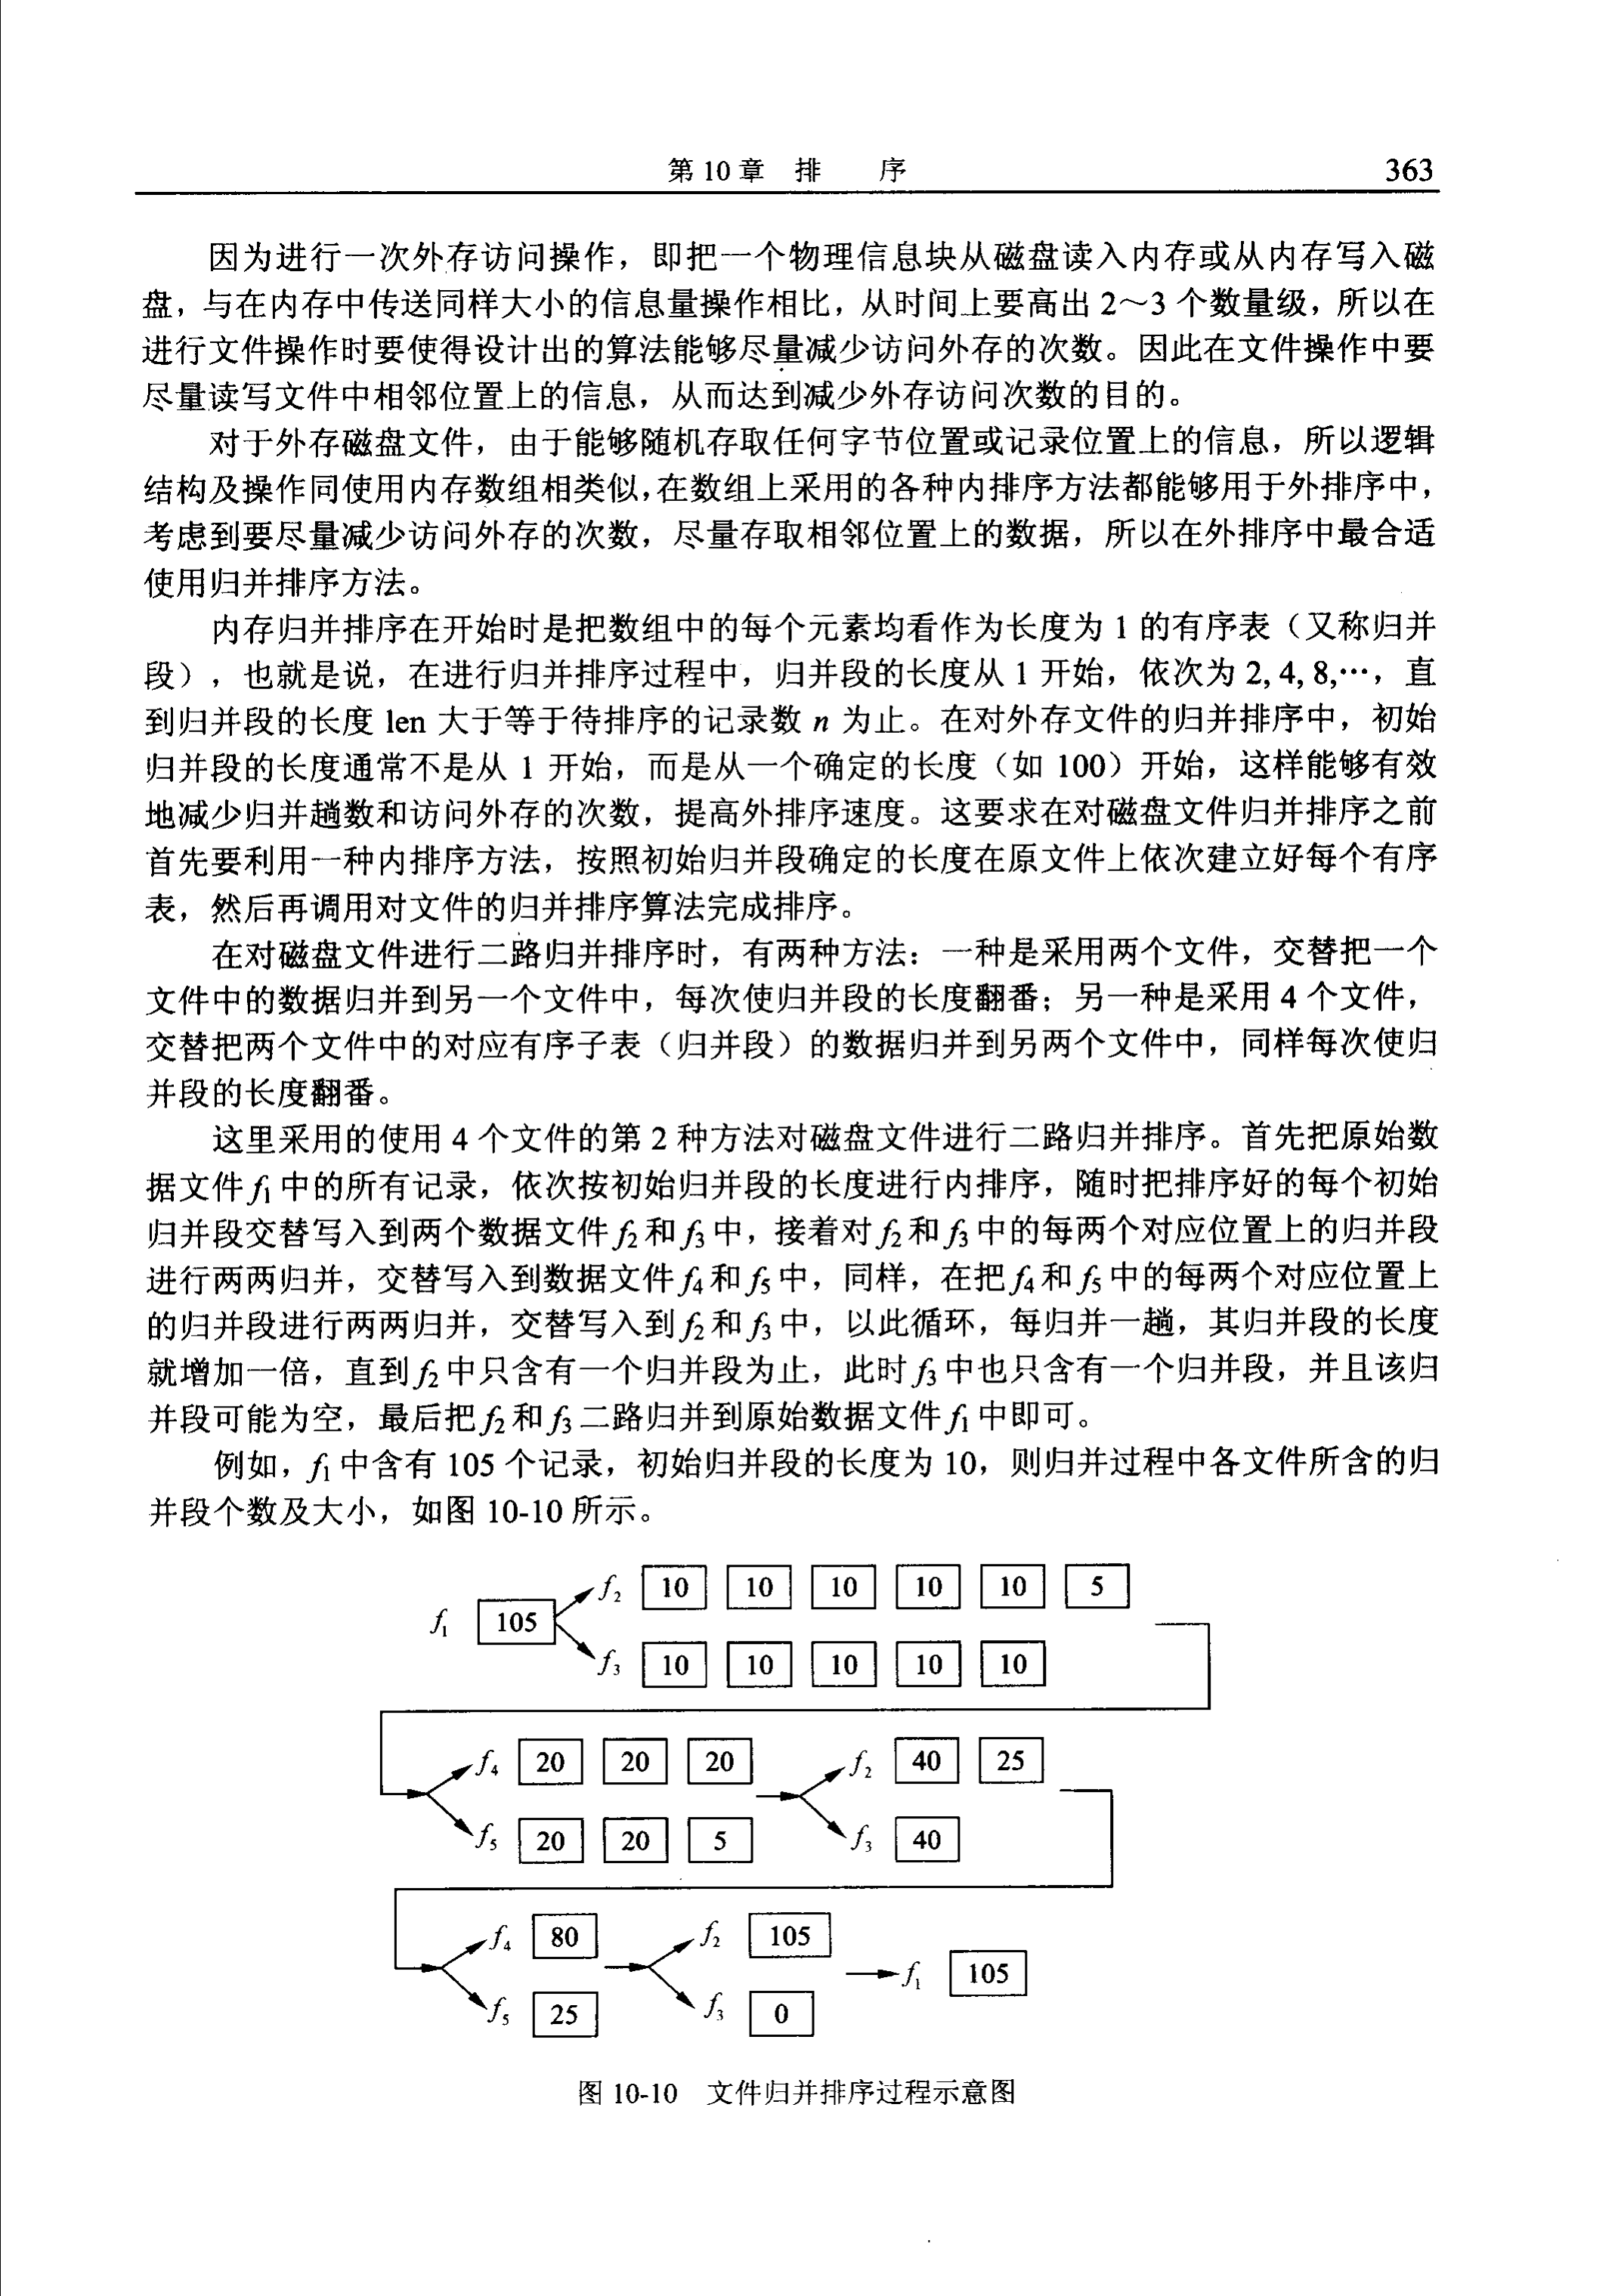 第 10 章 排 序 363
因为进行一次外存访问操作，即把一个物理信息块从磁盘读入内存或从内存写入磁
盘，与在内存中传送同样大小的信息量操作相比，从时间上要高出 2～3 个数量级，所以在
进行文件操作时要使得设计出的算法能够尽量减少访问外存的次数。因此在文件操作中要
尽量读写文件中相邻位置上的信息，从而达到减少外存访问次数的目的。
对于外存磁盘文件，由于能够随机存取任何字节位置或记录位置上的信息，所以逻辑
结构及操作同使用内存数组相类似，在数组上采用的各种内排序方法都能够用于外排序中，
考虑到要尽量减少访问外存的次数，尽量存取相邻位置上的数据，所以在外排序中最合适
使用归并排序方法。
内存归并排序在开始时是把数组中的每个元素均看作为长度为 1 的有序表（又称归并
段），也就是说，在进行归并排序过程中，归并段的长度从 1 开始，依次为 2, 4, 8,…，直
到归并段的长度 len 大于等于待排序的记录数 n 为止。在对外存文件的归并排序中，初始
归并段的长度通常不是从 1 开始，而是从一个确定的长度（如 100）开始，这样能够有效
地减少归并趟数和访问外存的次数，提高外排序速度。这要求在对磁盘文件归并排序之前
首先要利用一种内排序方法，按照初始归并段确定的长度在原文件上依次建立好每个有序
表，然后再调用对文件的归并排序算法完成排序。
在对磁盘文件进行二路归并排序时，有两种方法：一种是采用两个文件，交替把一个
文件中的数据归并到另一个文件中，每次使归并段的长度翻番；另一种是采用 4 个文件，
交替把两个文件中的对应有序子表（归并段）的数据归并到另两个文件中，同样每次使归
并段的长度翻番。
这里采用的使用 4 个文件的第 2 种方法对磁盘文件进行二路归并排序。首先把原始数
据文件 f1 中的所有记录，依次按初始归并段的长度进行内排序，随时把排序好的每个初始
归并段交替写入到两个数据文件 f2 和 f3 中，接着对 f2 和 f3 中的每两个对应位置上的归并段
进行两两归并，交替写入到数据文件 f4 和 f5 中，同样，在把 f4 和 f5 中的每两个对应位置上
的归并段进行两两归并，交替写入到 f2 和 f3 中，以此循环，每归并一趟，其归并段的长度
就增加一倍，直到 f2 中只含有一个归并段为止，此时 f3 中也只含有一个归并段，并且该归
并段可能为空，最后把 f2 和 f3 二路归并到原始数据文件 f1 中即可。
例如，f1 中含有 105 个记录，初始归并段的长度为 10，则归并过程中各文件所含的归
并段个数及大小，如图 10-10 所示。
f2 10 10 10 10 10 5
f1 105
f3 10 10 10 10 10
f4 20 20 20 f2 40 25
f5 20 20 5 f3 40
f4 80 f2 105
f1 105
f5 25 f3 0
图 10-10 文件归并排序过程示意图